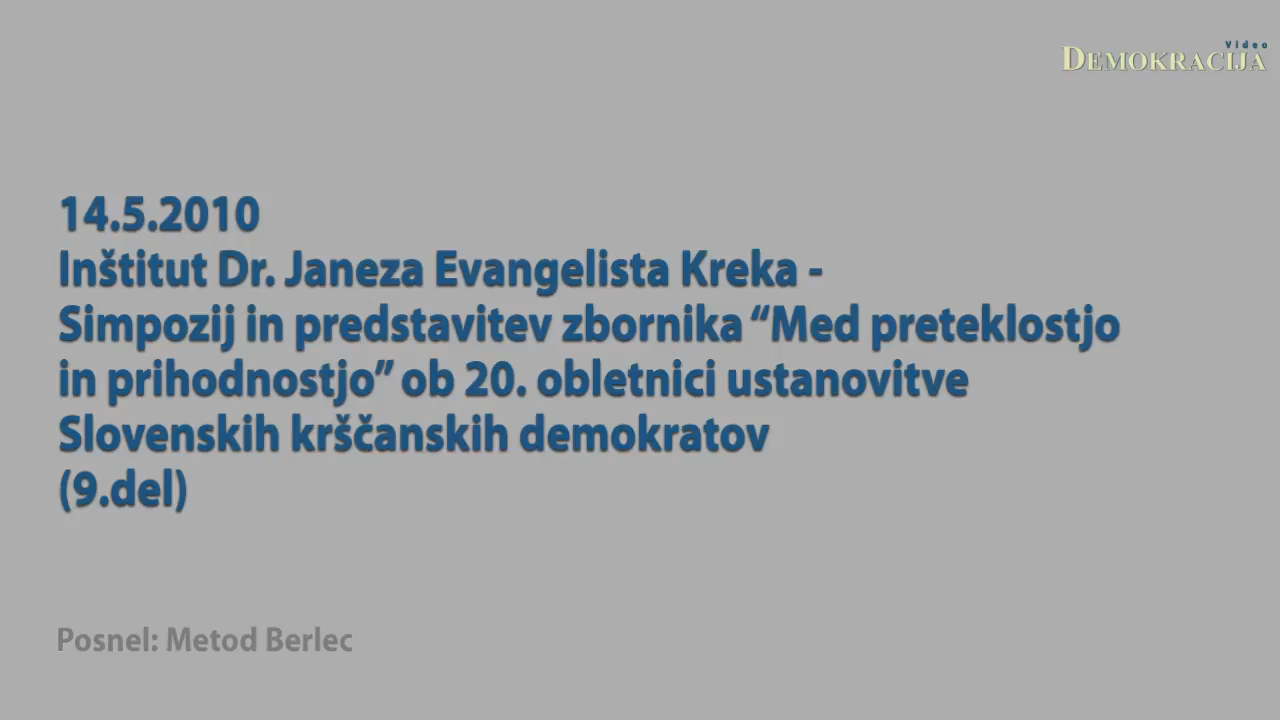 Video
DEMOKRACIJA
14.5.2010
Inštitut Dr. Janeza Evangelista Kreka -
Simpozij in predstavitev zbornika “Med preteklostjo
in prihodnostjo” ob 20. obletnici ustanovitve
Slovenskih krščanskih demokratov
(9.del)
Posnel: Metod Berlec